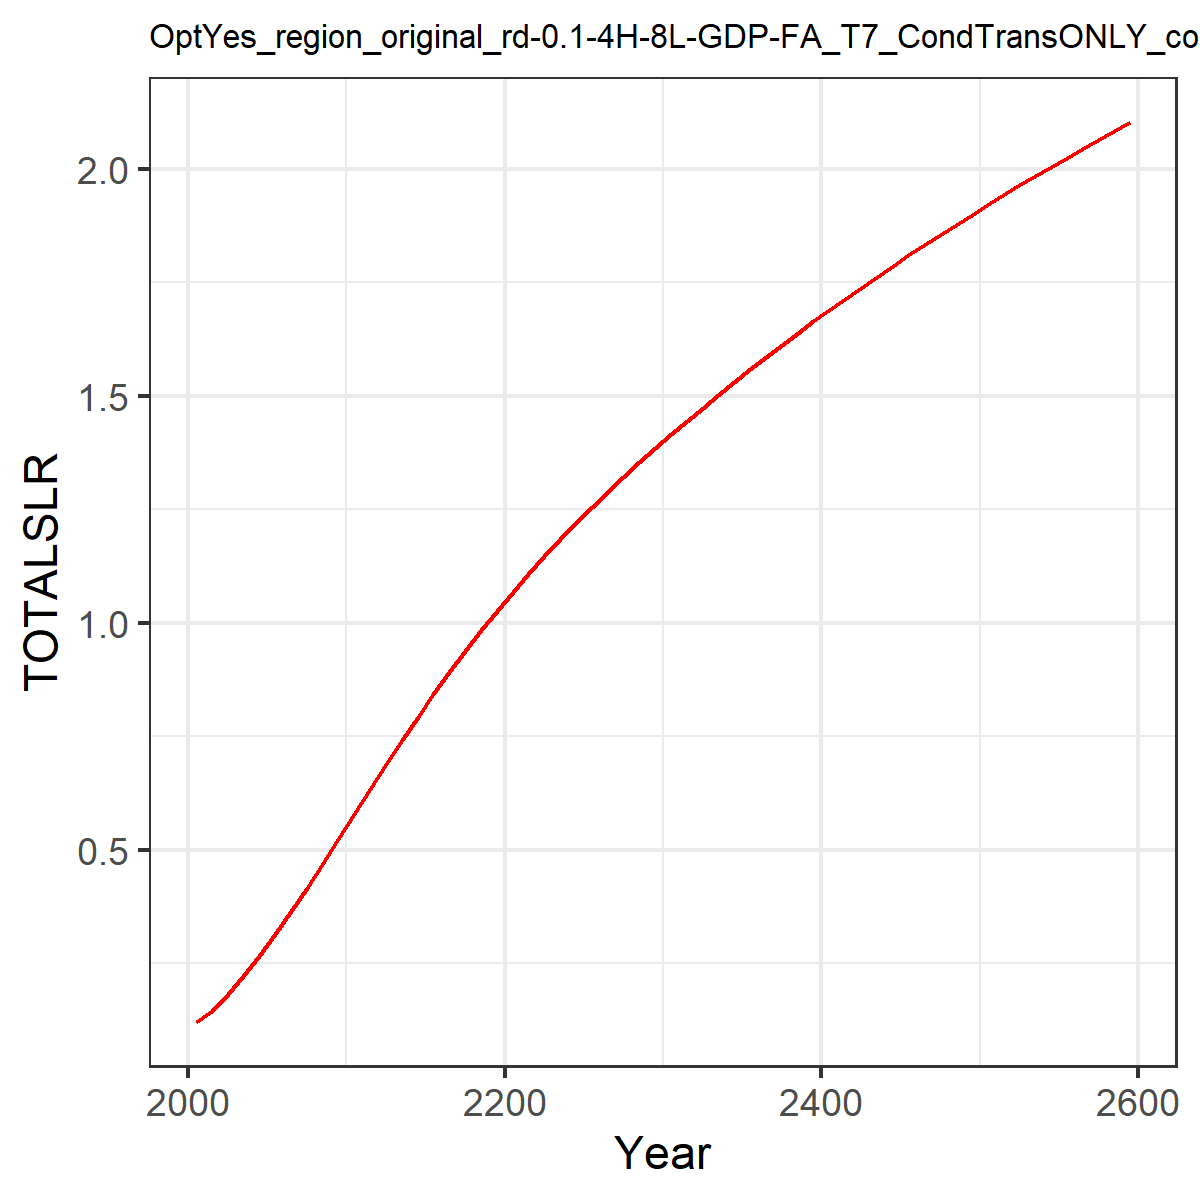 OptYes_region_original_rd-0.1-4H-8L-GDP-FA_T7_CondTransONLY_co
TOTALSLR
2.0
1.5
1.0
0.5
2000
2200
2400
2600
Year